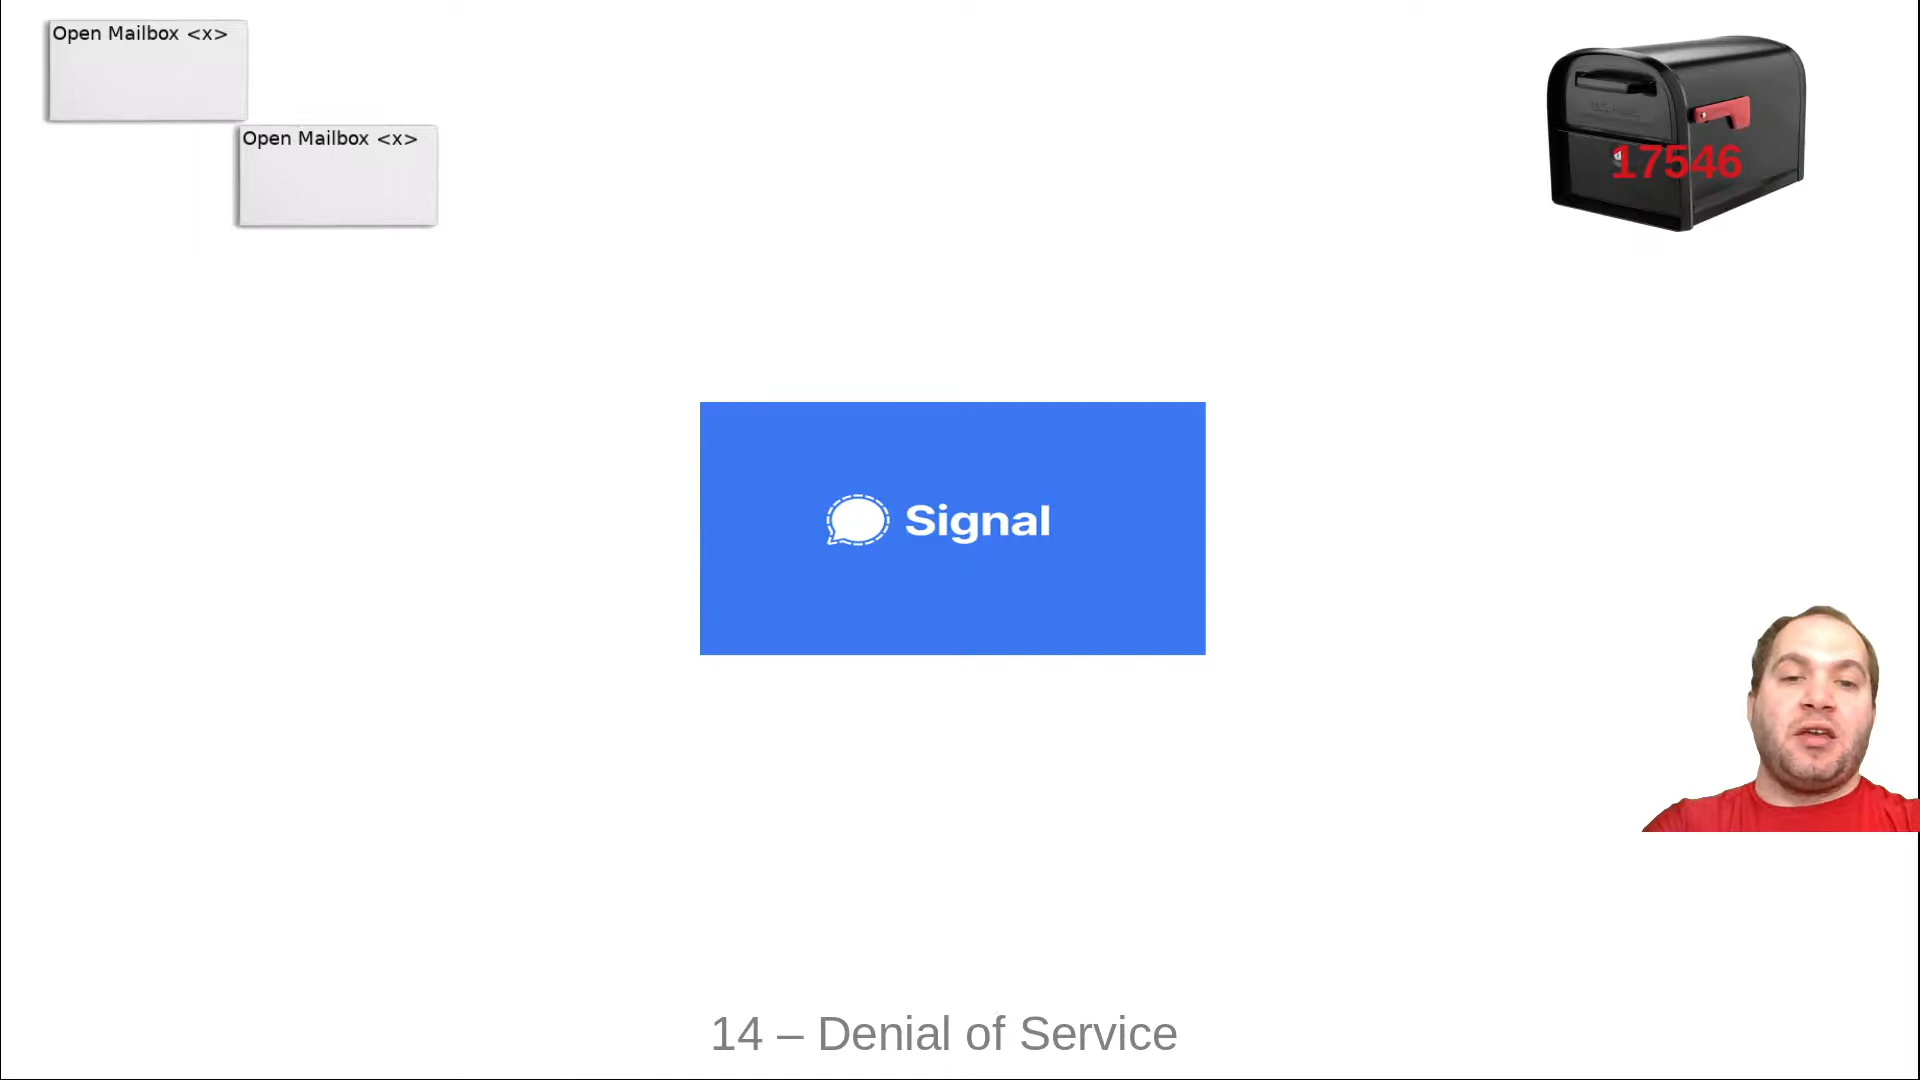 Open Mailbox <x>
Open Mailbox <x>
17546
Signal
14 – Denial of Service